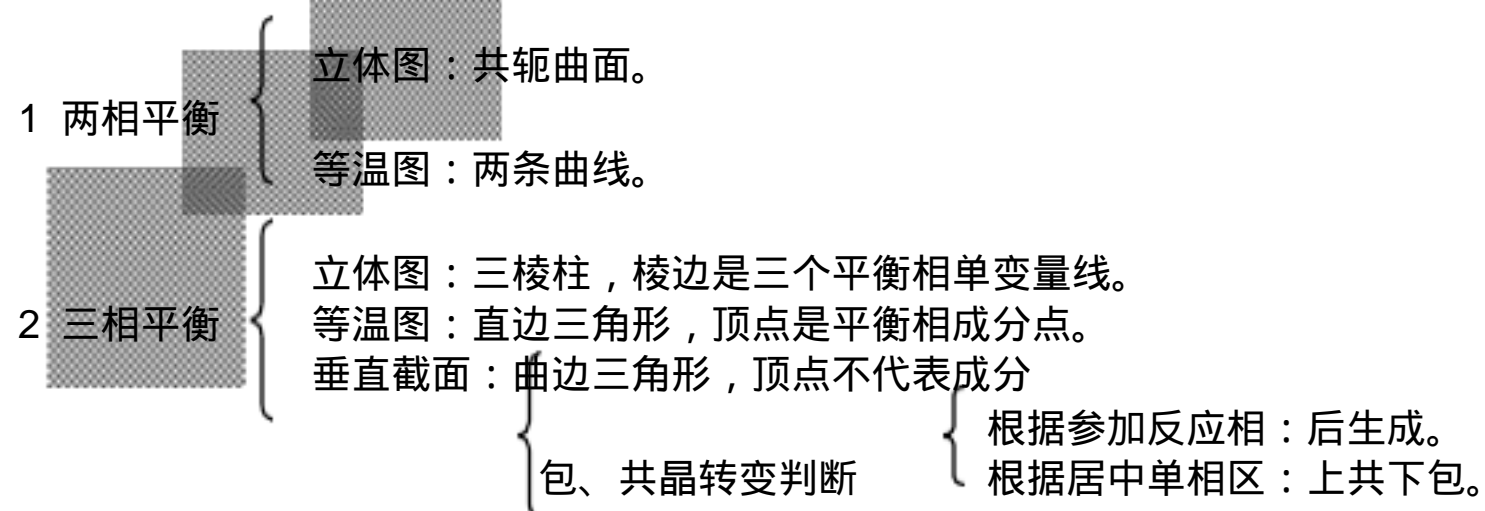 立体图：共轭曲面。
1 两相平衡
等温图：两条曲线。
立体图：三棱柱，棱边是三个平衡相单变量线。
2 三相平衡 等温图：直边三角形，顶点是平衡相成分点。
垂直截面：曲边三角形，顶点不代表成分
根据参加反应相：后生成。
包、共晶转变判断 根据居中单相区：上共下包。